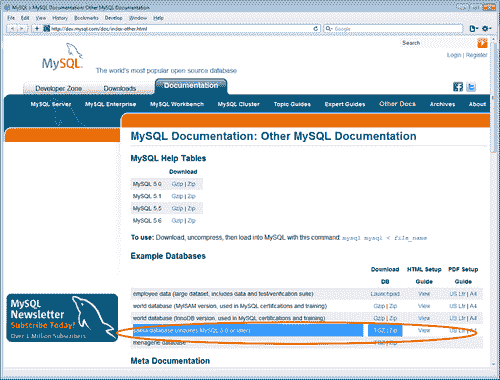 MySQL :: MySQL Documentation: Other MySQL Documentation
File Edit View History Bookmarks Develop Window Help
http://dev.mysql.com/doc/index-other.html
Google
Search
Login | Register
MySQL
The world's most popular open source database
Developer Zone Downloads Documentation
MySQL Server MySQL Enterprise MySQL Workbench MySQL Cluster Topic Guides Expert Guides Other Docs Archives About
MySQL Documentation: Other MySQL Documentation
MySQL Help Tables
Download
MySQL 5.0 Gzip | Zip
MySQL 5.1 Gzip | Zip
MySQL 5.5 Gzip | Zip
MySQL 5.6 Gzip | Zip
To use: Download, uncompress, then load into MySQL with this command: mysql mysql < file_name
Example Databases
Download DB HTML Setup Guide PDF Setup Guide
employee data (large dataset, includes data and test/verification suite) Launchpad View US Ltr | A4
world database (MyISAM version, used in MySQL certifications and training) Gzip | Zip View US Ltr | A4
world database (InnoDB version, used in MySQL certifications and training) Gzip | Zip
database (requires MySQL 5.0 or later) TGZ | Zip View US Ltr | A4
menagerie database TGZ | Zip
Meta Documentation
MySQL
Newsletter
Subscribe Today!
Over 1 Million Subscribers